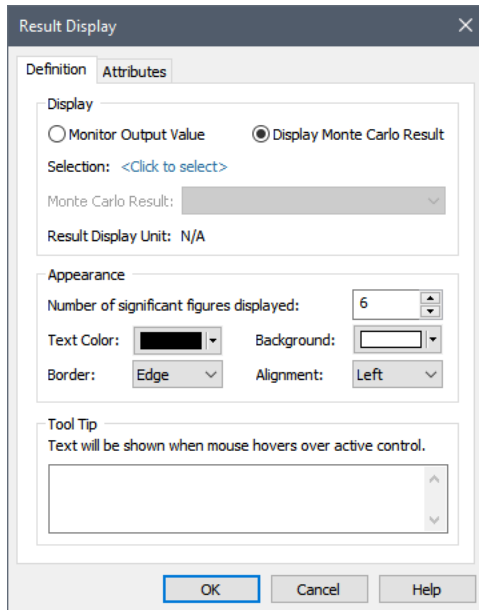 Result Display
Definition Attributes
Display
Monitor Output Value Display Monte Carlo Result
Selection: <Click to select>
Monte Carlo Result:
Result Display Unit: N/A
Appearance
Number of significant figures displayed: 6
Text Color: Background:
Border: Edge Alignment: Left
Tool Tip
Text will be shown when mouse hovers over active control.
OK Cancel Help